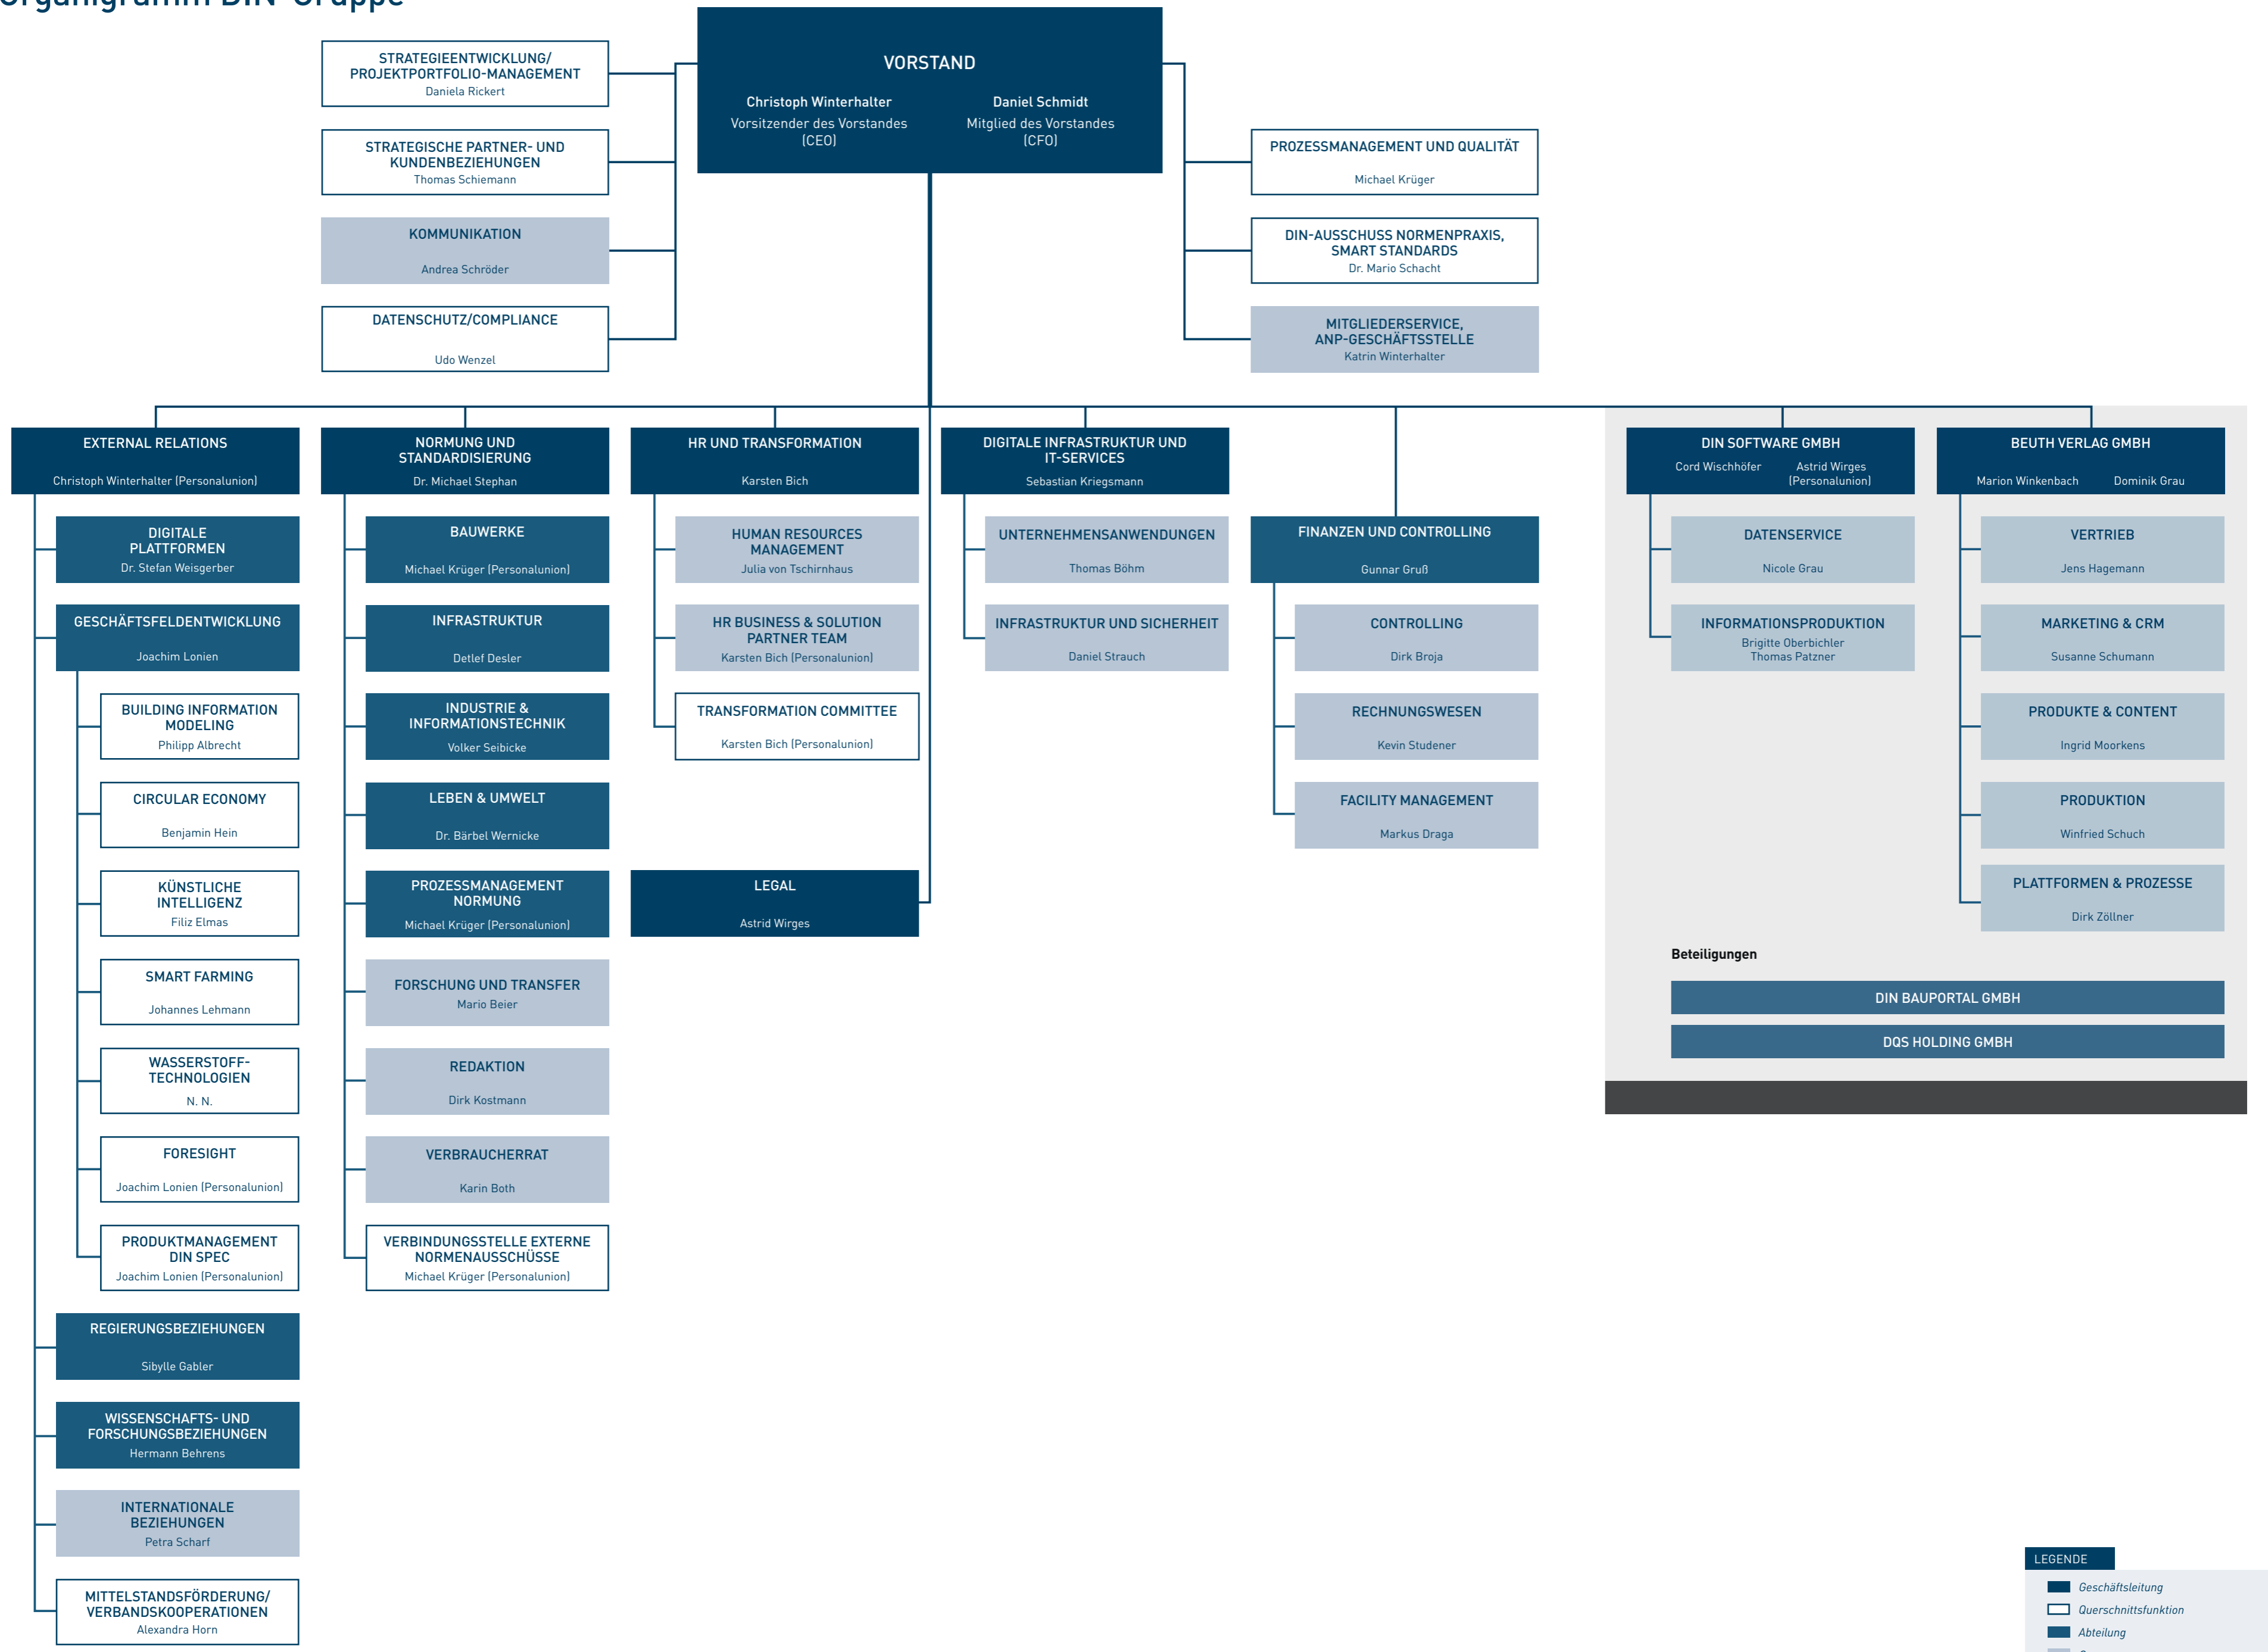 Organigramm DIN-Gruppe
VORSTAND
Christoph Winterhalter
Vorsitzender des Vorstandes
(CEO)
Daniel Schmidt
Mitglied des Vorstandes
(CFO)
STRATEGIEENTWICKLUNG/
PROJEKTPORTFOLIO-MANAGEMENT
Daniela Rickert
STRATEGISCHE PARTNER- UND
KUNDENBEZIEHUNGEN
Thomas Schiemann
KOMMUNIKATION
Andrea Schröder
DATENSCHUTZ/COMPLIANCE
Udo Wenzel
PROZESSMANAGEMENT UND QUALITÄT
Michael Krüger
DIN-AUSSCHUSS NORMENPRAXIS,
SMART STANDARDS
Dr. Mario Schacht
MITGLIEDERSERVICE,
ANP-GESCHÄFTSSTELLE
Katrin Winterhalter
EXTERNAL RELATIONS
Christoph Winterhalter (Personalunion)
DIGITALE
PLATTFORMEN
Dr. Stefan Weisgerber
GESCHÄFTSFELDENTWICKLUNG
Joachim Lonien
BUILDING INFORMATION
MODELING
Philipp Albrecht
CIRCULAR ECONOMY
Benjamin Hein
KÜNSTLICHE
INTELLIGENZ
Filiz Elmas
SMART FARMING
Johannes Lehmann
WASSERSTOFF-
TECHNOLOGIEN
N. N.
FORESIGHT
Joachim Lonien (Personalunion)
PRODUKTMANAGEMENT
DIN SPEC
Joachim Lonien (Personalunion)
REGIERUNGSBEZIEHUNGEN
Sibylle Gabler
WISSENSCHAFTS- UND
FORSCHUNGSBEZIEHUNGEN
Hermann Behrens
INTERNATIONALE
BEZIEHUNGEN
Petra Scharf
MITTELSTANDSFÖRDERUNG/
VERBANDSKOOPERATIONEN
Alexandra Horn
NORMUNG UND
STANDARDISIERUNG
Dr. Michael Stephan
BAUWERKE
Michael Krüger (Personalunion)
INFRASTRUKTUR
Detlef Desler
INDUSTRIE &
INFORMATIONSTECHNIK
Volker Seibicke
LEBEN & UMWELT
Dr. Bärbel Wernicke
PROZESSMANAGEMENT
NORMUNG
Michael Krüger (Personalunion)
FORSCHUNG UND TRANSFER
Mario Beier
REDAKTION
Dirk Kostmann
VERBRAUCHERRAT
Karin Both
VERBINDUNGSSTELLE EXTERNE
NORMENAUSSCHÜSSE
Michael Krüger (Personalunion)
HR UND TRANSFORMATION
Karsten Bich
HUMAN RESOURCES
MANAGEMENT
Julia von Tschirnhaus
HR BUSINESS & SOLUTION
PARTNER TEAM
Karsten Bich (Personalunion)
TRANSFORMATION COMMITTEE
Karsten Bich (Personalunion)
LEGAL
Astrid Wirges
DIGITALE INFRASTRUKTUR UND
IT-SERVICES
Sebastian Kriegsmann
UNTERNEHMENSANWENDUNGEN
Thomas Böhm
INFRASTRUKTUR UND SICHERHEIT
Daniel Strauch
FINANZEN UND CONTROLLING
Gunnar Gruß
CONTROLLING
Dirk Broja
RECHNUNGSWESEN
Kevin Studener
FACILITY MANAGEMENT
Markus Draga
DIN SOFTWARE GMBH
Cord Wischhöfer
Astrid Wirges
(Personalunion)
DATENSERVICE
Nicole Grau
INFORMATIONSPRODUKTION
Brigitte Oberbichler
Thomas Patzner
BEUTH VERLAG GMBH
Marion Winkenbach Dominik Grau
VERTRIEB
Jens Hagemann
MARKETING & CRM
Susanne Schumann
PRODUKTE & CONTENT
Ingrid Moorkens
PRODUKTION
Winfried Schuch
PLATTFORMEN & PROZESSE
Dirk Zöllner
Beteiligungen
DIN BAUPORTAL GMBH
DQS HOLDING GMBH
LEGENDE
Geschäftsleitung
Querschnittsfunktion
Abteilung